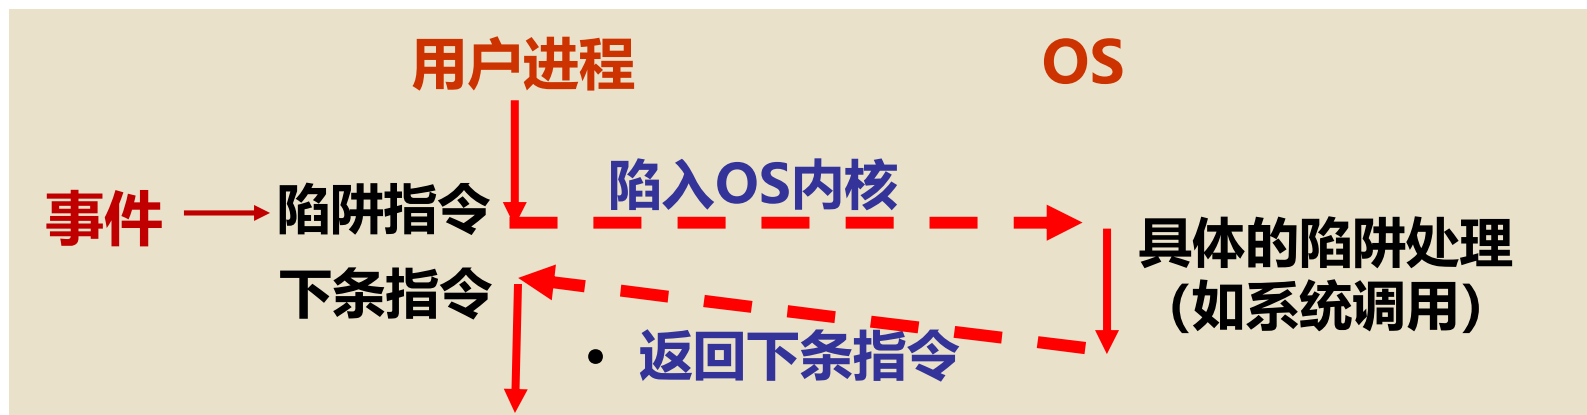 用户进程
OS
陷入OS内核
事件
陷阱指令
具体的陷阱处理
（如系统调用）
下条指令
• 返回下条指令